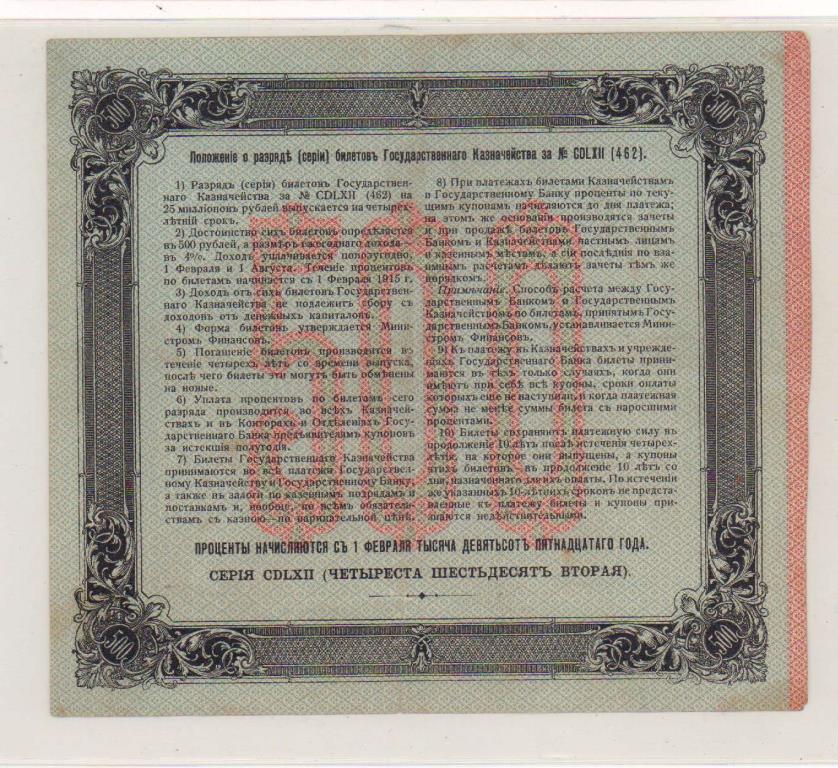 500
500
Положеніе о разрядѣ (серіи) билетовъ Государственнаго Казначейства за № CDLXII (462).
1) Разрядъ (серія) билетовъ Государствен-
наго Казначейства за № CDLXII (462) на
25 милліоновъ рублей выпускается на четырех-
лѣтній срокъ.
2) Достоинство сихъ билетовъ опредѣляется
въ 500 рублей, а размѣръ ежегоднаго дохода—
въ 4%. Доходъ уплачивается полугодно,
1 Февраля и 1 Августа. Теченіе процентовъ
по билетамъ начинается съ 1 Февраля 1915 г.
3) Доходъ отъ сихъ билетовъ Государствен-
наго Казначейства не подлежитъ сбору съ
доходовъ отъ денежныхъ капиталовъ.
4) Форма билетовъ утверждается Мини-
стромъ Финансовъ.
5) Погашеніе билетовъ производится въ
теченіе четырехъ лѣтъ со времени выпуска,
послѣ чего билеты эти могутъ быть обмѣнены
на новые.
6) Уплата процентовъ по билетамъ сего
разряда производится во всѣхъ Казначей-
ствахъ и въ Конторахъ и Отдѣленіяхъ Госу-
дарственнаго Банка предъявителямъ купоновъ
за истекшія полугодія.
7) Билеты Государственнаго Казначейства
принимаются во всѣ платежи Государствен-
ному Казначейству и Государственному Банку,
а также въ залоги по казеннымъ подрядамъ и
поставкамъ и, вообще, по всѣмъ обязатель-
ствамъ съ казною—по нарицательной цѣнѣ.
8) При платежахъ билетами Казначействамъ
и Государственному Банку проценты по теку-
щимъ купонамъ начисляются до дня платежа;
на этомъ же основаніи производятся зачеты
и при продажѣ билетовъ Государственнымъ
Банкомъ и Казначействами частнымъ лицамъ
и казеннымъ мѣстамъ, а сіи послѣднія по вза-
имнымъ расчетамъ дѣлаютъ зачеты тѣмъ же
порядкомъ.
Примѣчаніе. Способъ расчета между Госу-
дарственнымъ Банкомъ и Государственнымъ
Казначействомъ по билетамъ, принятымъ Госу-
дарственнымъ Банкомъ, устанавливается Мини-
стромъ Финансовъ.
9) Къ платежу въ Казначействахъ и учрежде-
ніяхъ Государственнаго Банка билеты прини-
маются въ тѣхъ только случаяхъ, когда они
имѣютъ при себѣ всѣ купоны, сроки оплаты
которыхъ еще не наступили, и когда платежная
сумма не менѣе суммы билета съ наросшими
процентами.
10) Билеты сохраняютъ платежную силу въ
продолженіе 10 лѣтъ послѣ истеченія четырех-
лѣтія, на которое они выпущены, а купоны
этихъ билетовъ въ продолженіе 10 лѣтъ со
дня, назначеннаго для ихъ оплаты. По истеченіи
же указанныхъ 10-лѣтнихъ сроковъ не предста-
вленные къ платежу билеты и купоны при-
знаются недѣйствительными.
500
ПРОЦЕНТЫ НАЧИСЛЯЮТСЯ СЪ 1 ФЕВРАЛЯ ТЫСЯЧА ДЕВЯТЬСОТЪ ПЯТНАДЦАТАГО ГОДА.
СЕРІЯ CDLXII (ЧЕТЫРЕСТА ШЕСТЬДЕСЯТЪ ВТОРАЯ).
500
500